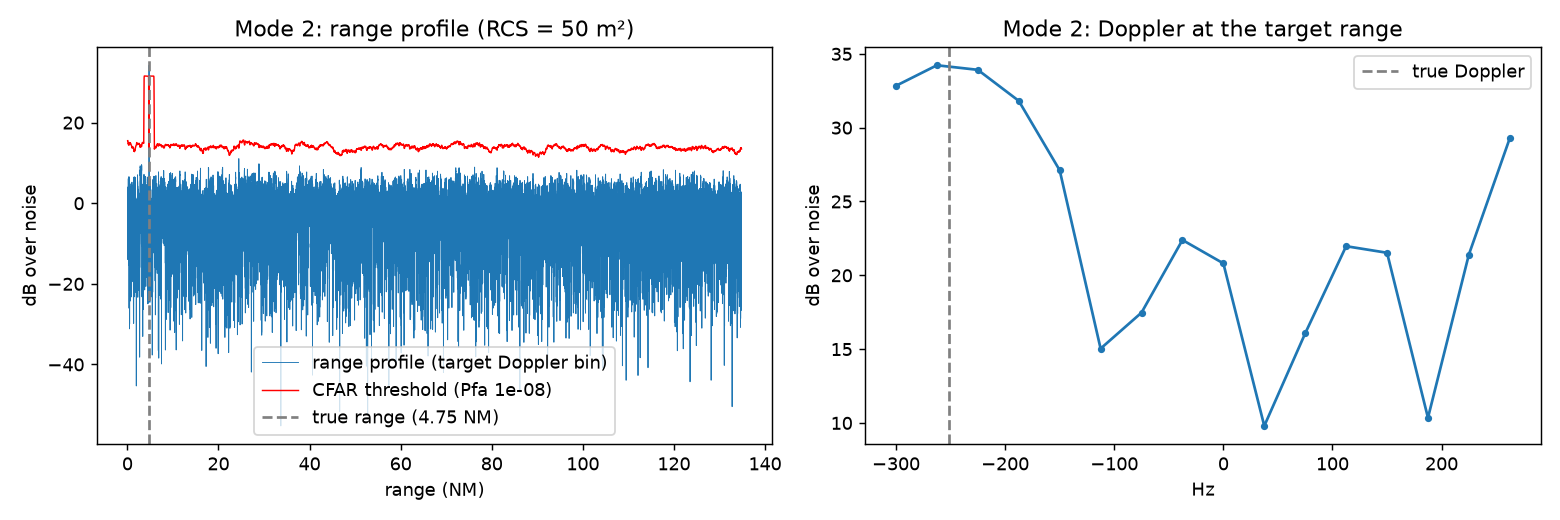 Mode 2: range profile (RCS = 50 m²)
dB over noise
20
0
−20
−40
range profile (target Doppler bin)
CFAR threshold (Pfa 1e-08)
true range (4.75 NM)
0 20 40 60 80 100 120 140
range (NM)
Mode 2: Doppler at the target range
dB over noise
35
30
25
20
15
10
true Doppler
−300 −200 −100 0 100 200
Hz